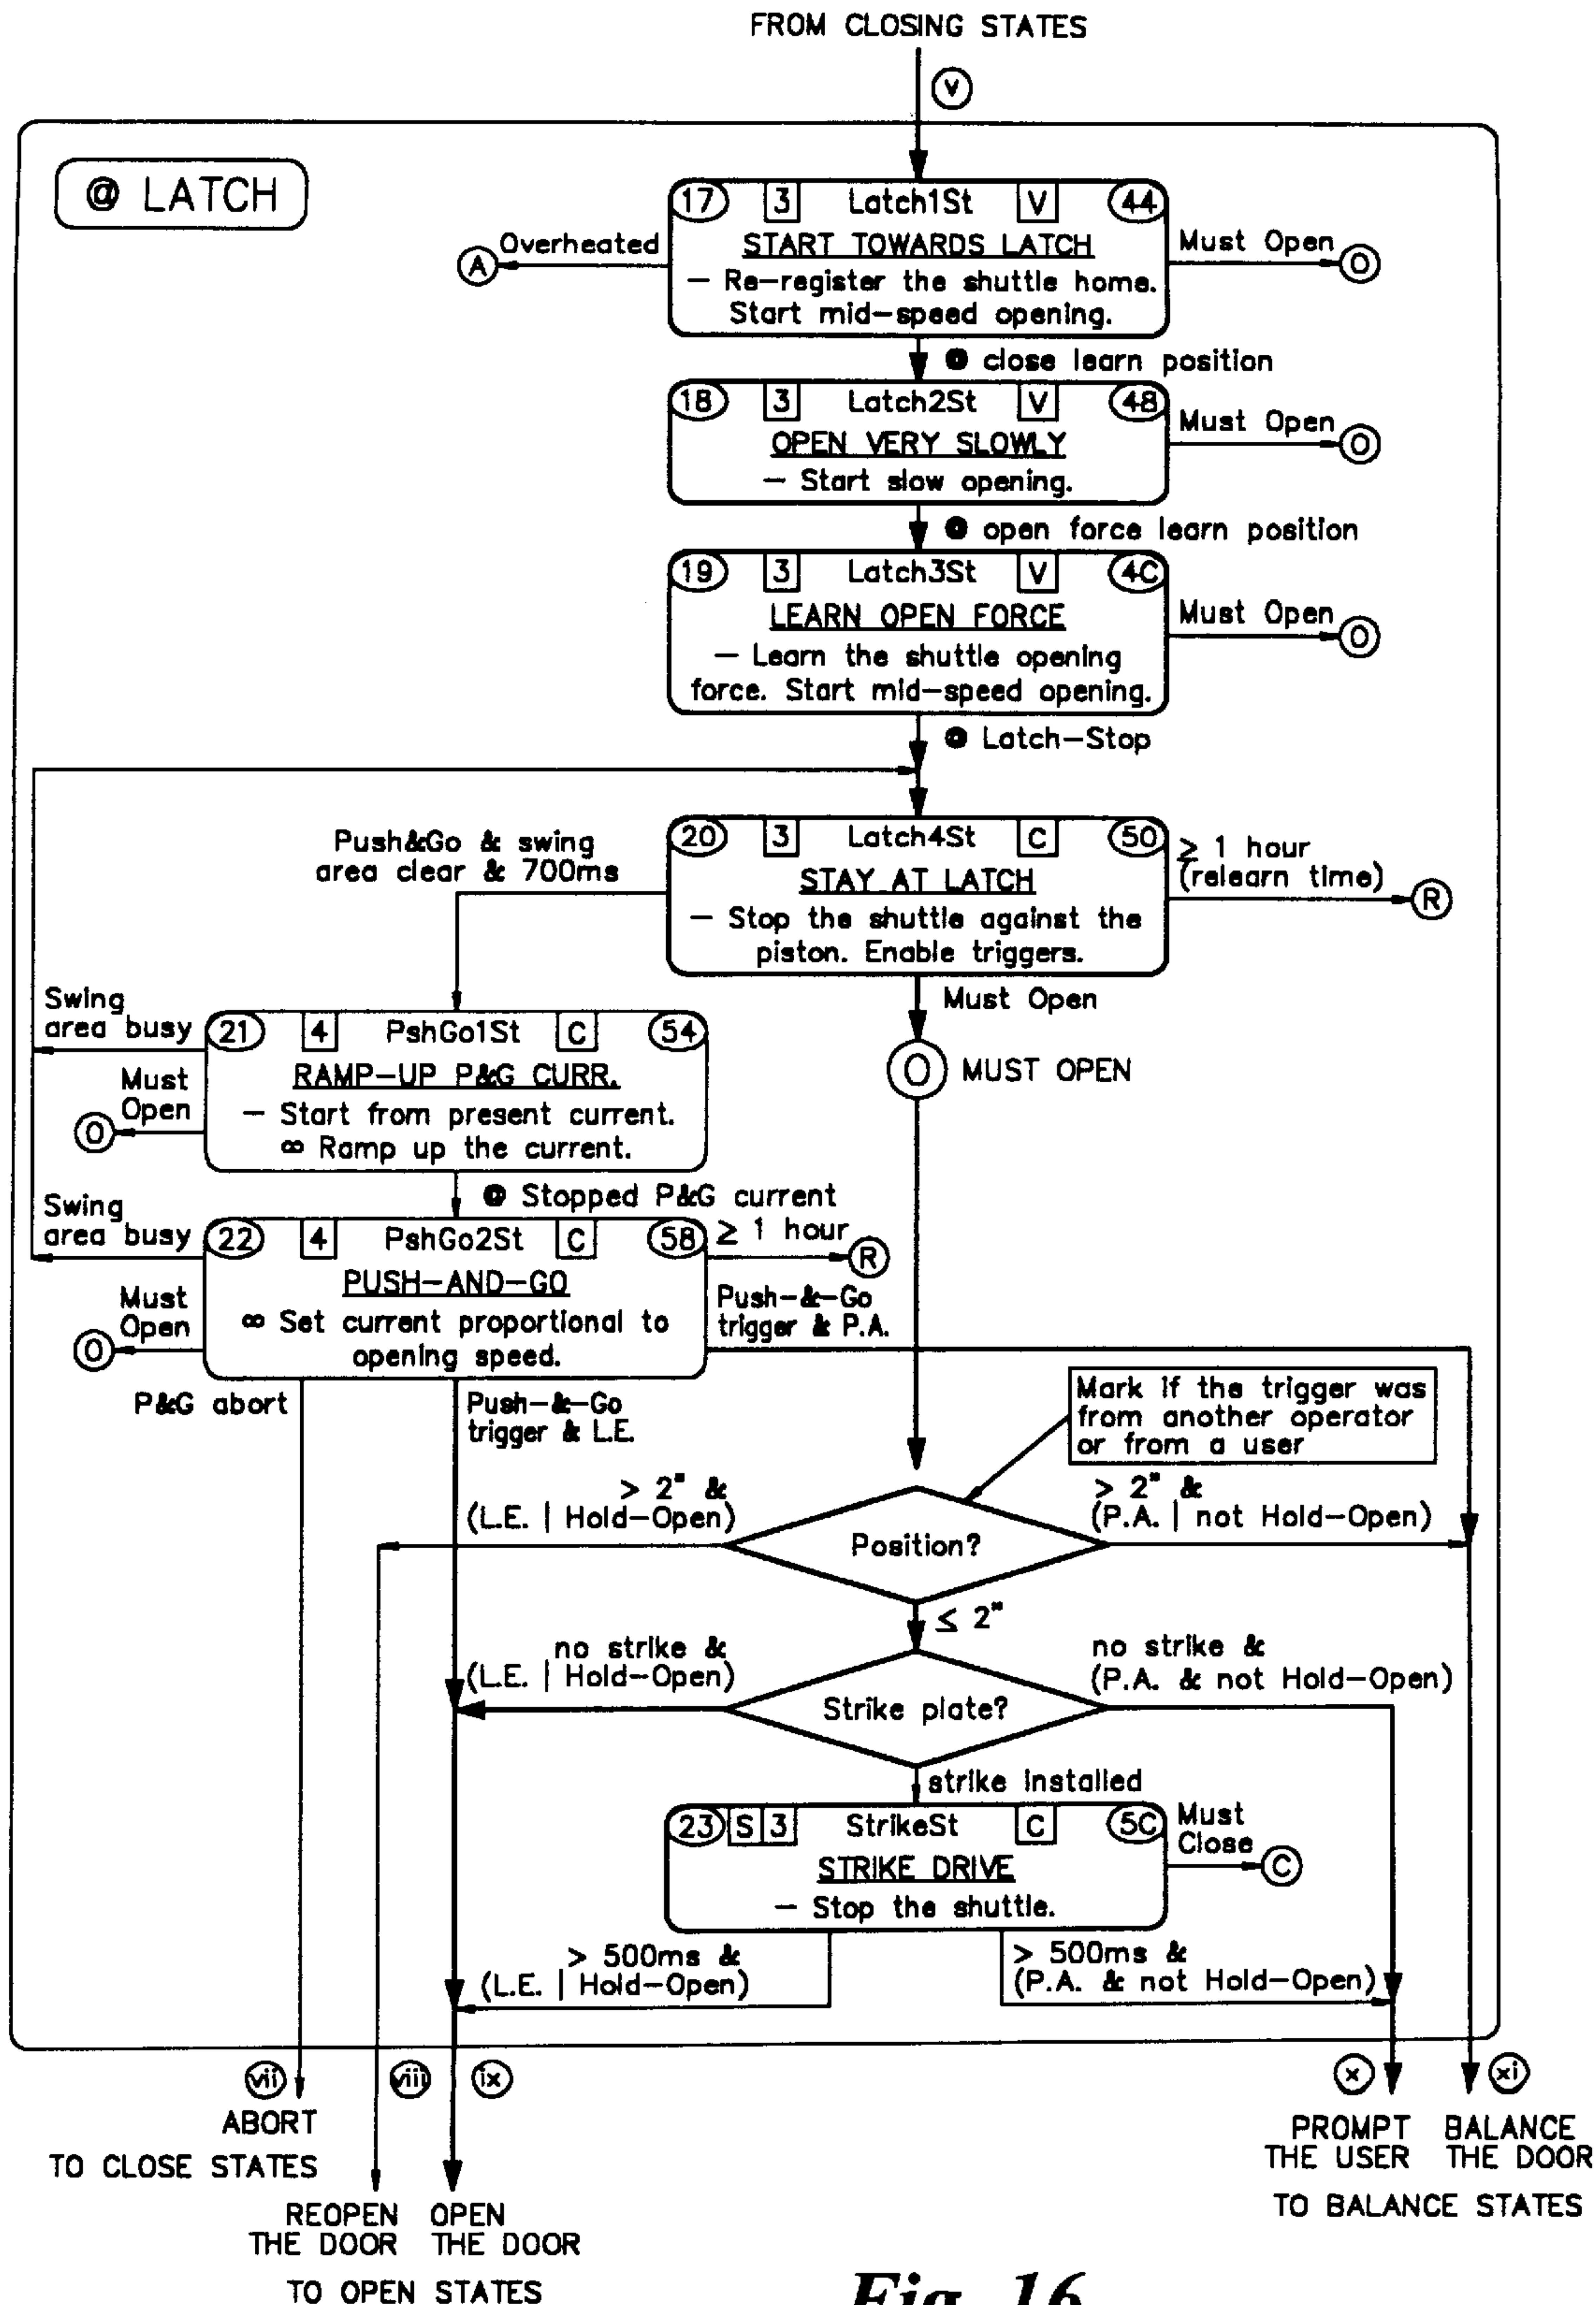 FROM CLOSING STATES
v
@ LATCH
17 3 Latch1St V 44
START TOWARDS LATCH
– Re–register the shuttle home.
Start mid–speed opening.
Overheated
A
Must Open
O
@ close learn position
18 3 Latch2St V 48
OPEN VERY SLOWLY
– Start slow opening.
Must Open
O
@ open force learn position
19 3 Latch3St V 4C
LEARN OPEN FORCE
– Learn the shuttle opening
force. Start mid–speed opening.
Must Open
O
@ Latch–Stop
20 3 Latch4St C 50
STAY AT LATCH
– Stop the shuttle against the
piston. Enable triggers.
Push&Go & swing
area clear & 700ms
≥ 1 hour
(relearn time)
R
Must Open
O MUST OPEN
Swing
area busy
21 4 PshGo1St C 54
RAMP–UP P&G CURR.
– Start from present current.
∞ Ramp up the current.
Must
Open
O
@ Stopped P&G current
Swing
area busy
22 4 PshGo2St C 58
PUSH–AND–GO
∞ Set current proportional to
opening speed.
≥ 1 hour
R
Must
Open
O
Push–&–Go
trigger & P.A.
P&G abort
Push–&–Go
trigger & L.E.
Mark if the trigger was
from another operator
or from a user
> 2" &
(L.E. | Hold–Open)
Position?
> 2" &
(P.A. | not Hold–Open)
≤ 2"
no strike &
(L.E. | Hold–Open)
Strike plate?
no strike &
(P.A. & not Hold–Open)
strike installed
23 S 3 StrikeSt C 5C
STRIKE DRIVE
– Stop the shuttle.
Must
Close
C
> 500ms &
(L.E. | Hold–Open)
> 500ms &
(P.A. & not Hold–Open)
vii
viii
ix
x
xi
ABORT
TO CLOSE STATES
REOPEN
THE DOOR
OPEN
THE DOOR
TO OPEN STATES
PROMPT
THE USER
BALANCE
THE DOOR
TO BALANCE STATES
Fig. 16